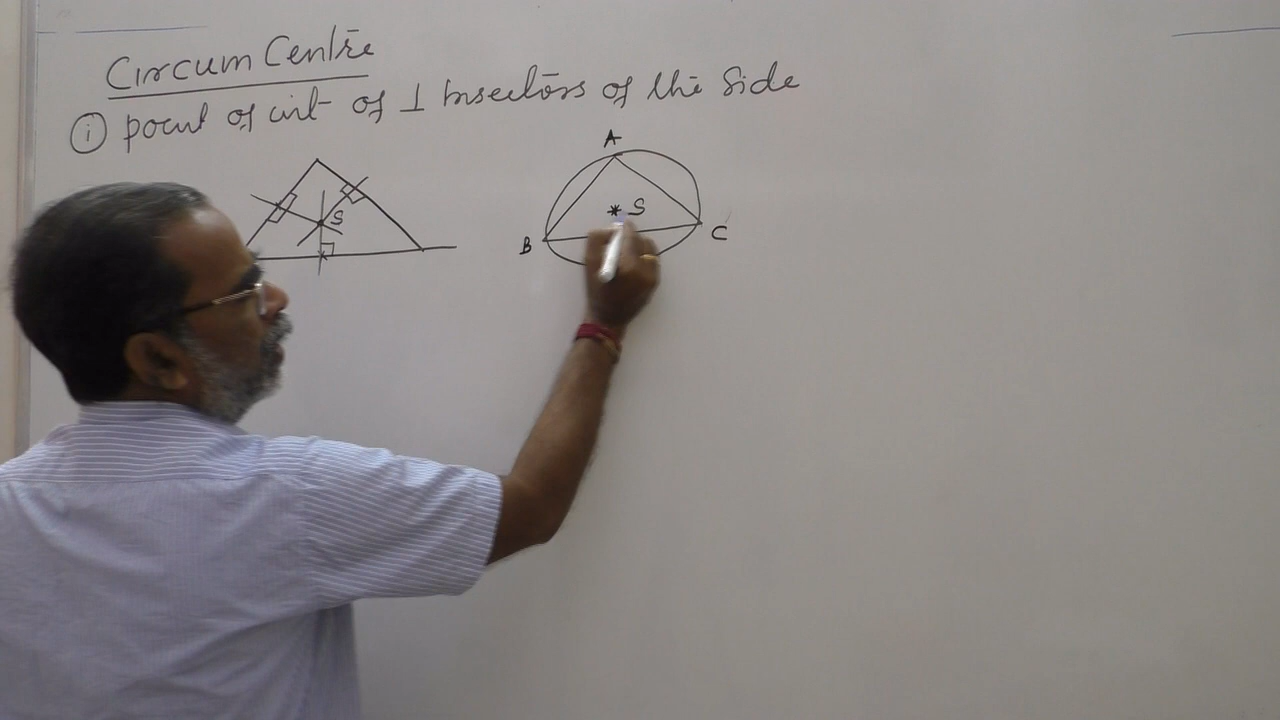 Circum Centre
(i) point of int of ⊥ bisectors of the Side
S
A
S
B
C